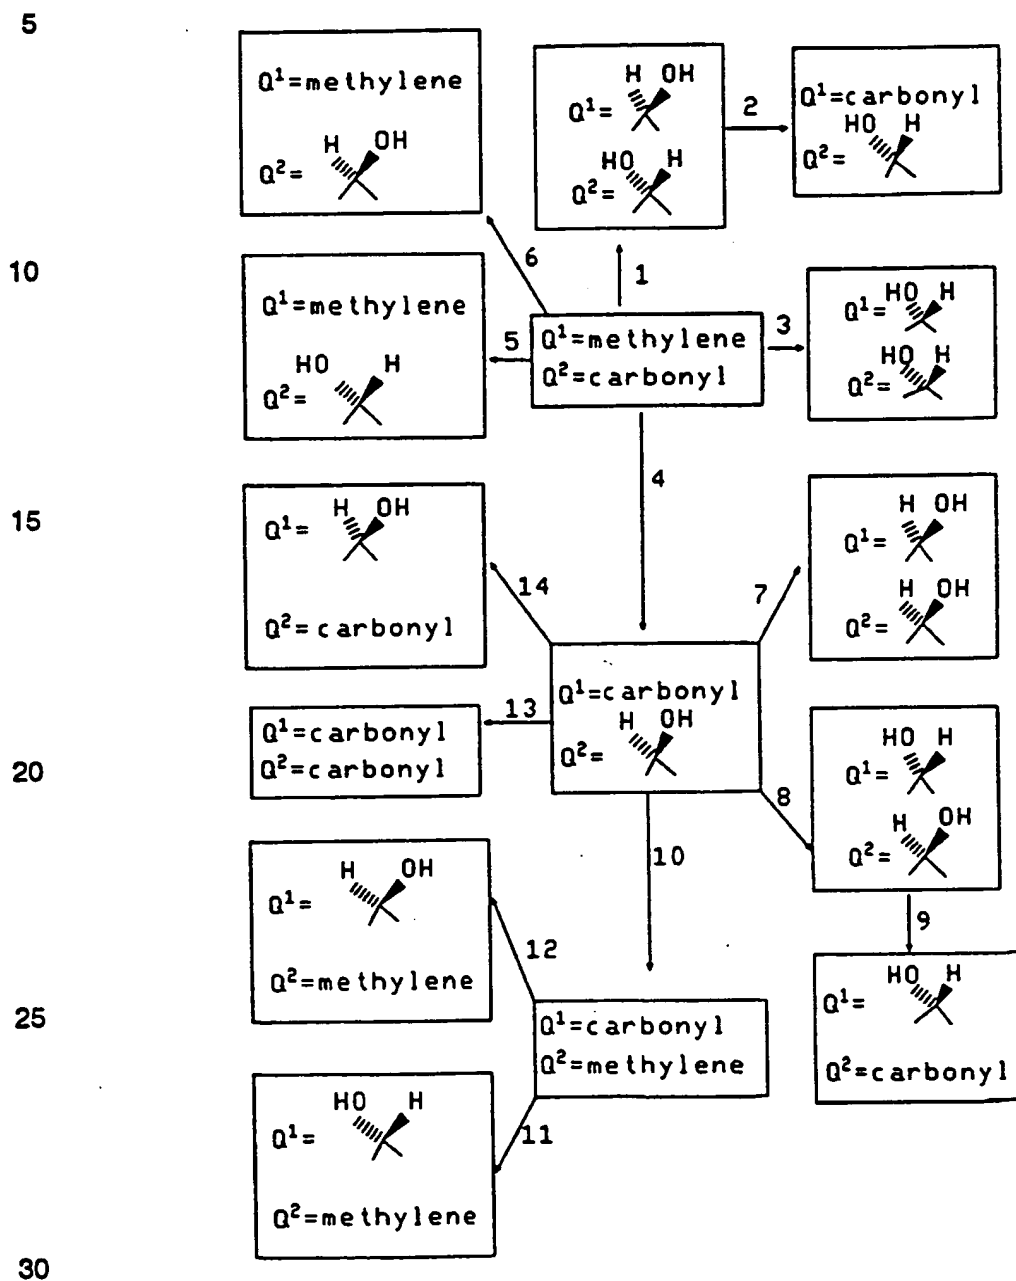 5
Q¹=methylene
H OH
Q²=
H OH
Q¹=
HO H
Q²=
2
Q¹=carbonyl
HO H
Q²=
6
1
10
Q¹=methylene
HO H
Q²=
5
Q¹=methylene
Q²=carbonyl
3
HO H
Q¹=
HO H
Q²=
4
15
H OH
Q¹=
Q²=carbonyl
14
7
H OH
Q¹=
H OH
Q²=
Q¹=carbonyl
H OH
Q²=
13
20
Q¹=carbonyl
Q²=carbonyl
8
HO H
Q¹=
H OH
Q²=
10
9
H OH
Q¹=
Q²=methylene
12
25
Q¹=carbonyl
Q²=methylene
HO H
Q¹=
Q²=carbonyl
11
HO H
Q¹=
Q²=methylene
30